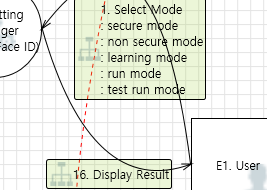 tting
ger
Face ID)
1. Select Mode
: secure mode
: non secure mode
: learning mode
: run mode
: test run mode
16. Display Result
E1. User